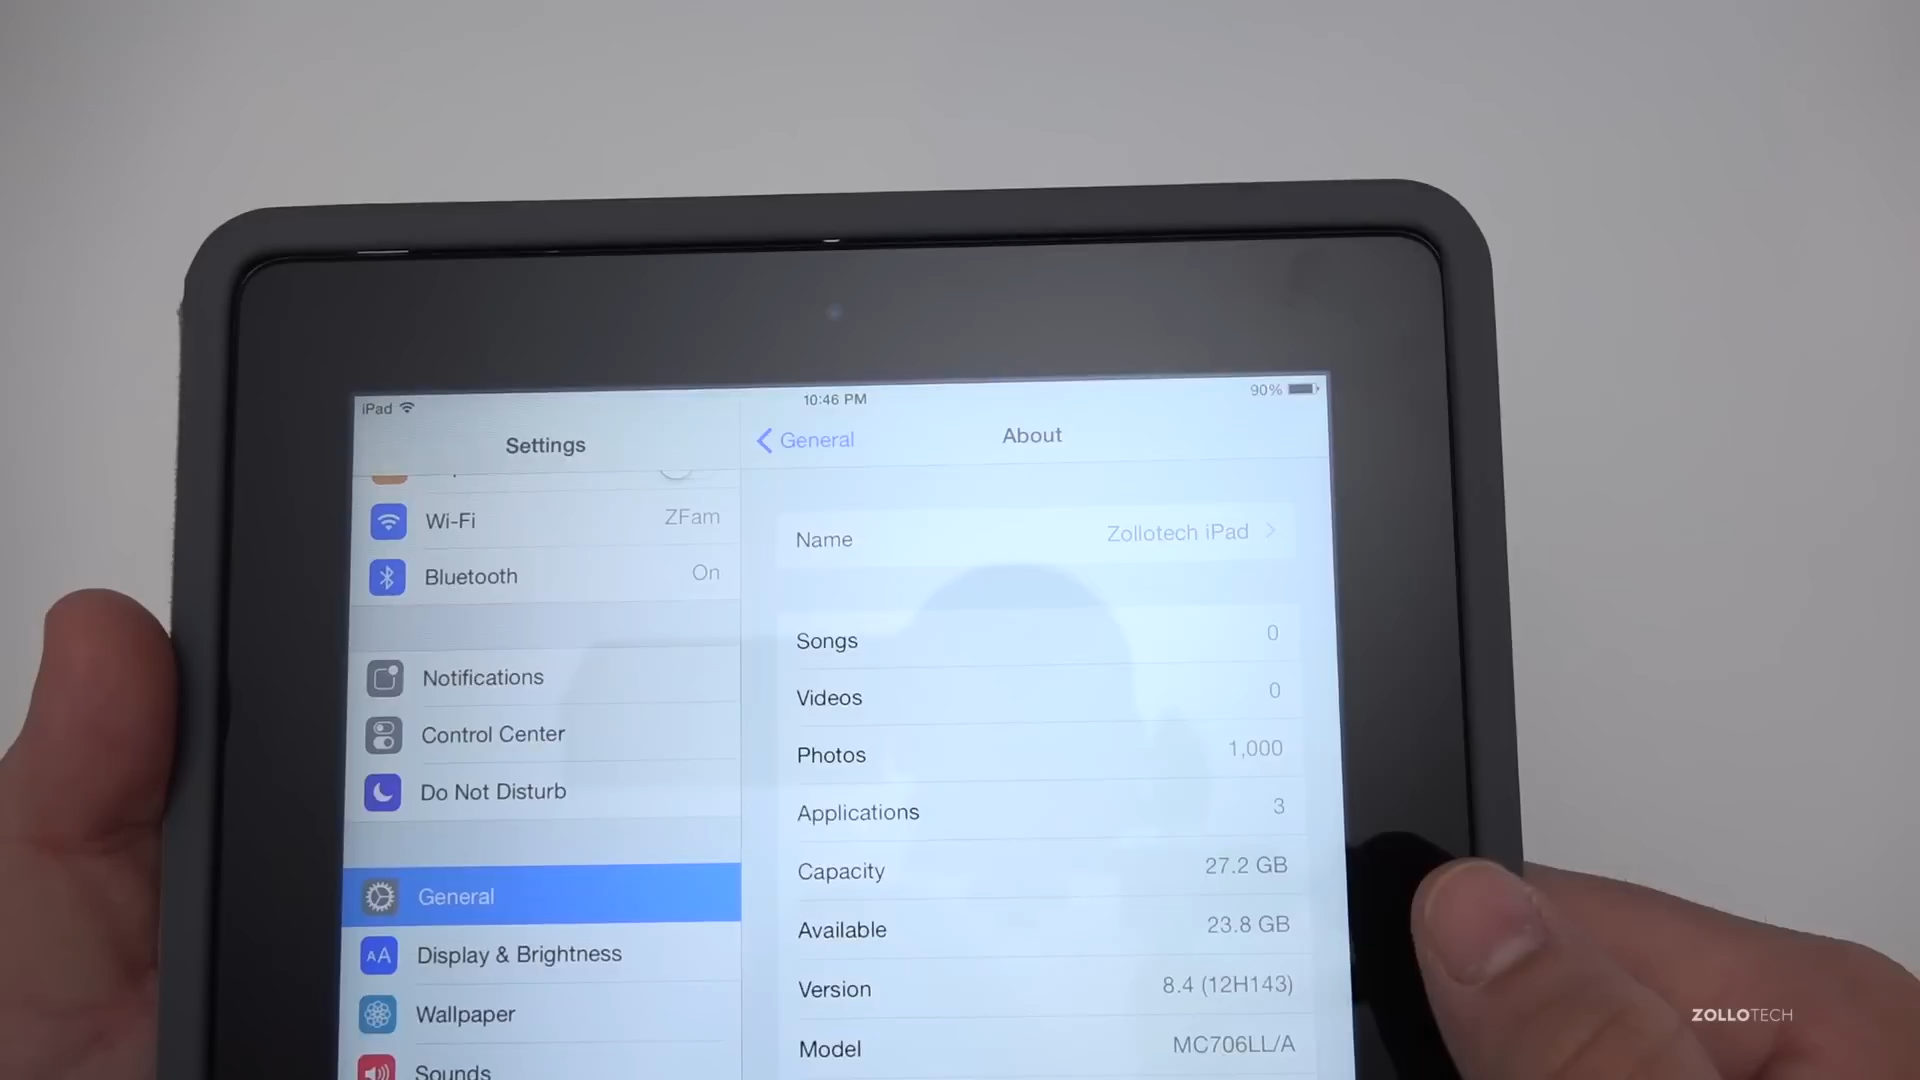 iPad
10:46 PM
90%
Settings
General
About
Wi-Fi
ZFam
Bluetooth
On
Notifications
Control Center
Do Not Disturb
General
Display & Brightness
Wallpaper
Sounds
Name
Zollotech iPad
Songs
0
Videos
0
Photos
1,000
Applications
3
Capacity
27.2 GB
Available
23.8 GB
Version
8.4 (12H143)
Model
MC706LL/A
ZOLLOTECH